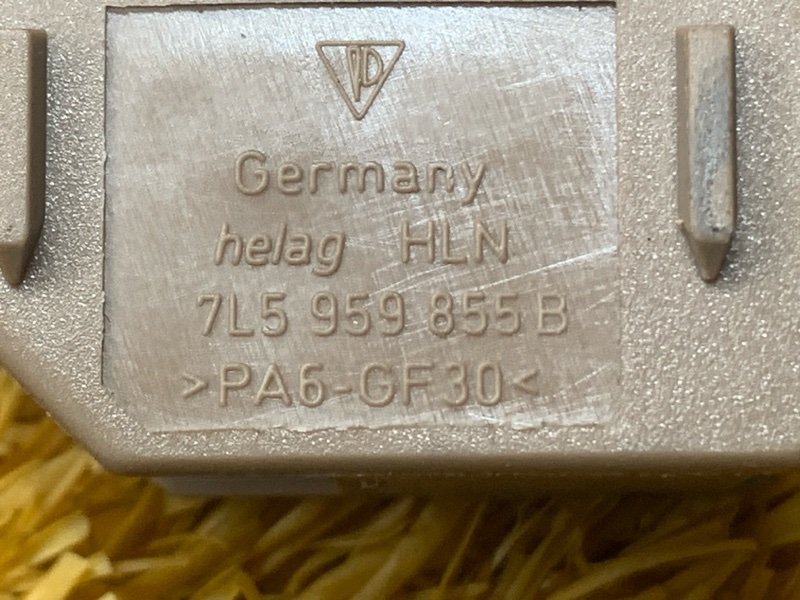 Germany
helag HLN
7L5 959 855 B
>PA6-GF30<